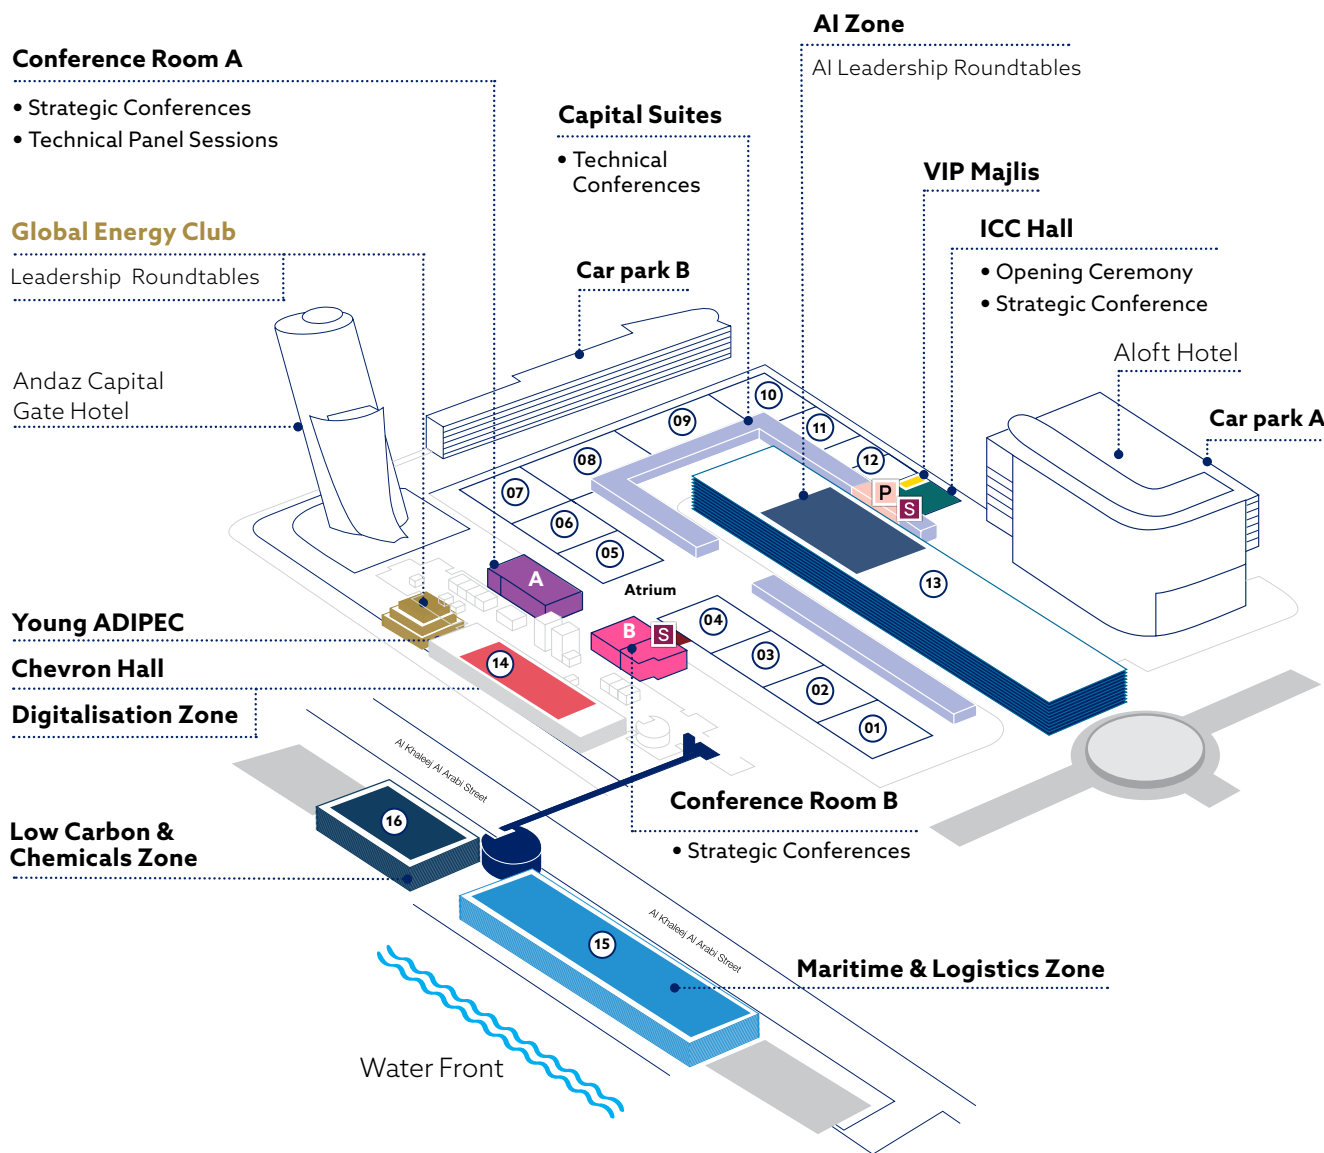 AI Zone
AI Leadership Roundtables
Conference Room A
• Strategic Conferences
• Technical Panel Sessions
Capital Suites
• Technical
Conferences
VIP Majlis
ICC Hall
• Opening Ceremony
• Strategic Conference
Global Energy Club
Leadership Roundtables
Car park B
Aloft Hotel
Car park A
Andaz Capital
Gate Hotel
10
09
11
08
12
07
P
S
06
05
A
13
Atrium
04
B
S
03
14
02
01
Young ADIPEC
Chevron Hall
Digitalisation Zone
Al Khaleej Al Arabi Street
Conference Room B
• Strategic Conferences
16
Low Carbon &
Chemicals Zone
15
Al Khaleej Al Arabi Street
Maritime & Logistics Zone
Water Front